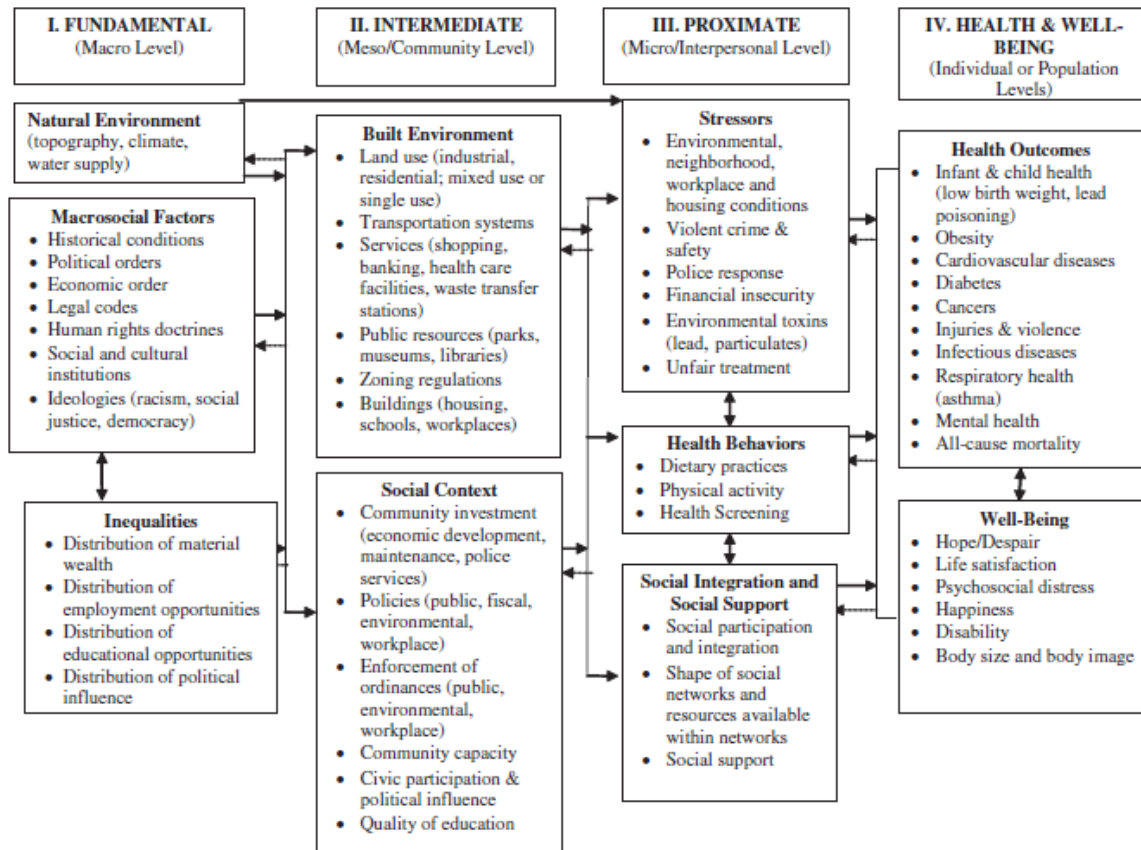 I. FUNDAMENTAL
(Macro Level)
II. INTERMEDIATE
(Meso/Community Level)
III. PROXIMATE
(Micro/Interpersonal Level)
IV. HEALTH & WELL-
BEING
(Individual or Population
Levels)
Natural Environment
(topography, climate,
water supply)
Macrosocial Factors
• Historical conditions
• Political orders
• Economic order
• Legal codes
• Human rights doctrines
• Social and cultural
institutions
• Ideologies (racism, social
justice, democracy)
Inequalities
• Distribution of material
wealth
• Distribution of
employment opportunities
• Distribution of
educational opportunities
• Distribution of political
influence
Built Environment
• Land use (industrial,
residential; mixed use or
single use)
• Transportation systems
• Services (shopping,
banking, health care
facilities, waste transfer
stations)
• Public resources (parks,
museums, libraries)
• Zoning regulations
• Buildings (housing,
schools, workplaces)
Social Context
• Community investment
(economic development,
maintenance, police
services)
• Policies (public, fiscal,
environmental,
workplace)
• Enforcement of
ordinances (public,
environmental,
workplace)
• Community capacity
• Civic participation &
political influence
• Quality of education
Stressors
• Environmental,
neighborhood,
workplace and
housing conditions
• Violent crime &
safety
• Police response
• Financial insecurity
• Environmental toxins
(lead, particulates)
• Unfair treatment
Health Behaviors
• Dietary practices
• Physical activity
• Health Screening
Social Integration and
Social Support
• Social participation
and integration
• Shape of social
networks and
resources available
within networks
• Social support
Health Outcomes
• Infant & child health
(low birth weight, lead
poisoning)
• Obesity
• Cardiovascular diseases
• Diabetes
• Cancers
• Injuries & violence
• Infectious diseases
• Respiratory health
(asthma)
• Mental health
• All-cause mortality
Well-Being
• Hope/Despair
• Life satisfaction
• Psychosocial distress
• Happiness
• Disability
• Body size and body image